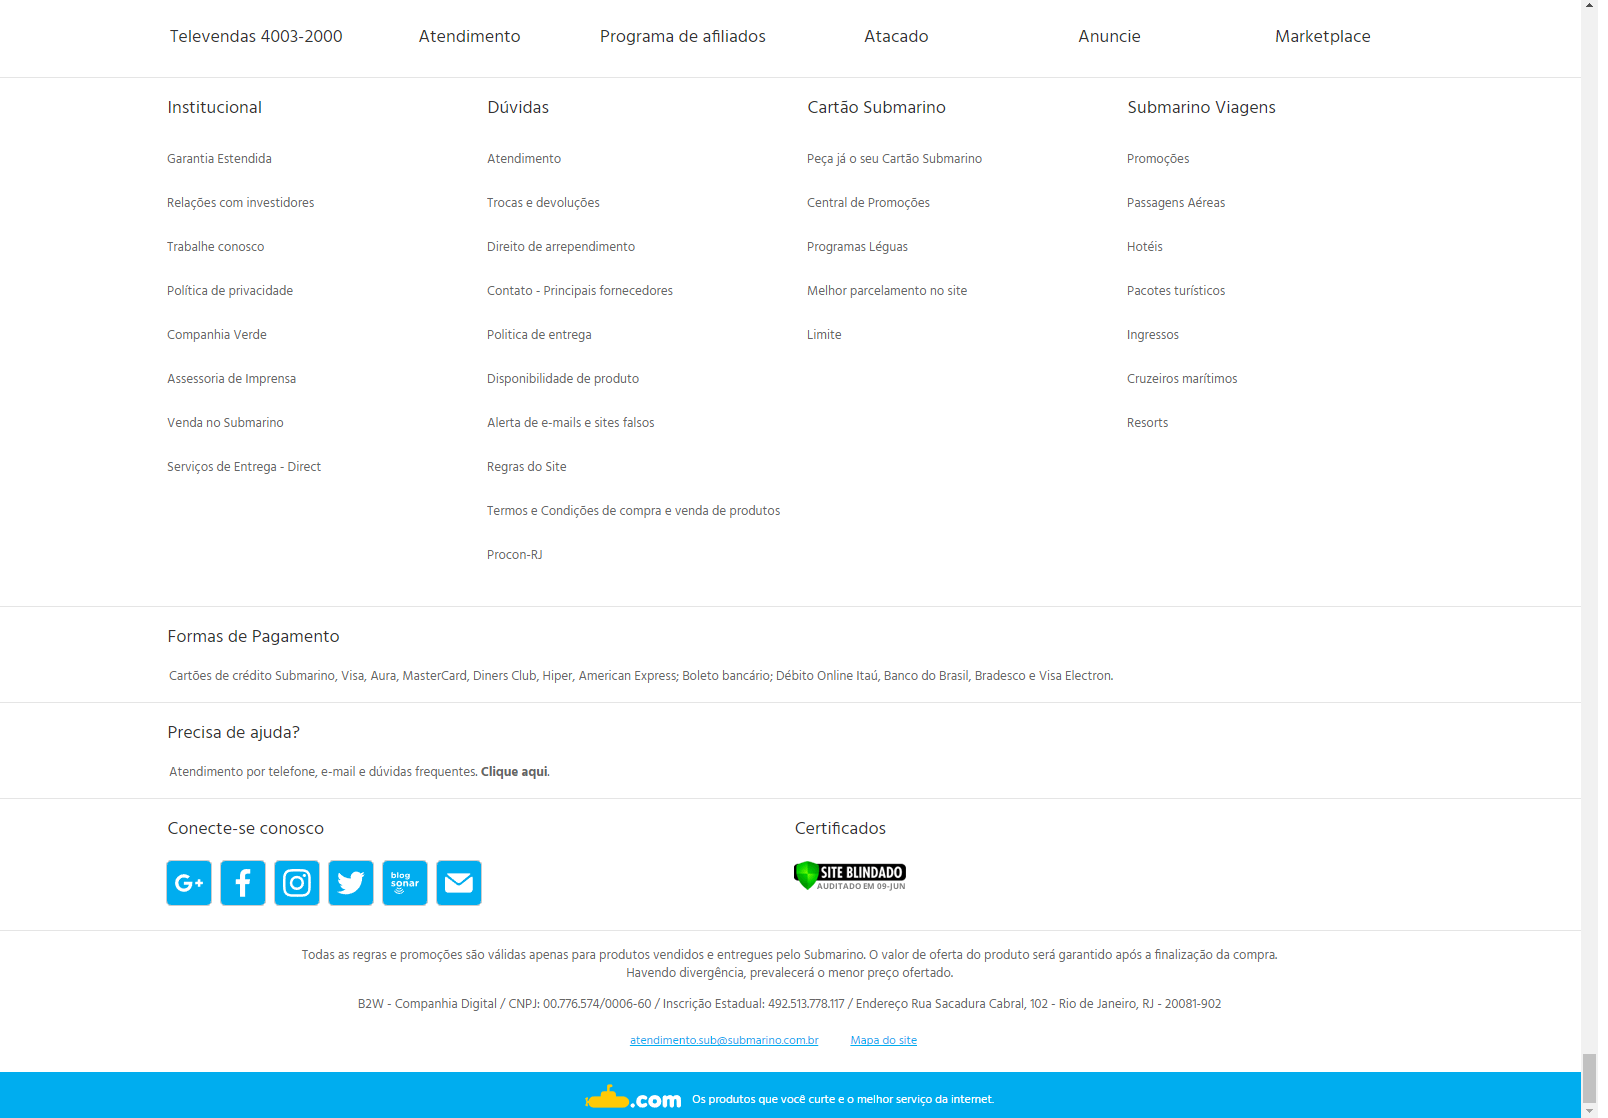 Televendas 4003-2000
Atendimento
Programa de afiliados
Atacado
Anuncie
Marketplace
Institucional
Garantia Estendida
Relações com investidores
Trabalhe conosco
Política de privacidade
Companhia Verde
Assessoria de Imprensa
Venda no Submarino
Serviços de Entrega - Direct
Dúvidas
Atendimento
Trocas e devoluções
Direito de arrependimento
Contato - Principais fornecedores
Politica de entrega
Disponibilidade de produto
Alerta de e-mails e sites falsos
Regras do Site
Termos e Condições de compra e venda de produtos
Procon-RJ
Cartão Submarino
Peça já o seu Cartão Submarino
Central de Promoções
Programas Léguas
Melhor parcelamento no site
Limite
Submarino Viagens
Promoções
Passagens Aéreas
Hotéis
Pacotes turísticos
Ingressos
Cruzeiros marítimos
Resorts
Formas de Pagamento
Cartões de crédito Submarino, Visa, Aura, MasterCard, Diners Club, Hiper, American Express; Boleto bancário; Débito Online Itaú, Banco do Brasil, Bradesco e Visa Electron.
Precisa de ajuda?
Atendimento por telefone, e-mail e dúvidas frequentes. Clique aqui.
Conecte-se conosco
G+
blog
sonar
Certificados
SITE BLINDADO
AUDITADO EM 09-JUN
Todas as regras e promoções são válidas apenas para produtos vendidos e entregues pelo Submarino. O valor de oferta do produto será garantido após a finalização da compra.
Havendo divergência, prevalecerá o menor preço ofertado.
B2W - Companhia Digital / CNPJ: 00.776.574/0006-60 / Inscrição Estadual: 492.513.778.117 / Endereço Rua Sacadura Cabral, 102 - Rio de Janeiro, RJ - 20081-902
atendimento.sub@submarino.com.br
Mapa do site
.com
Os produtos que você curte e o melhor serviço da internet.